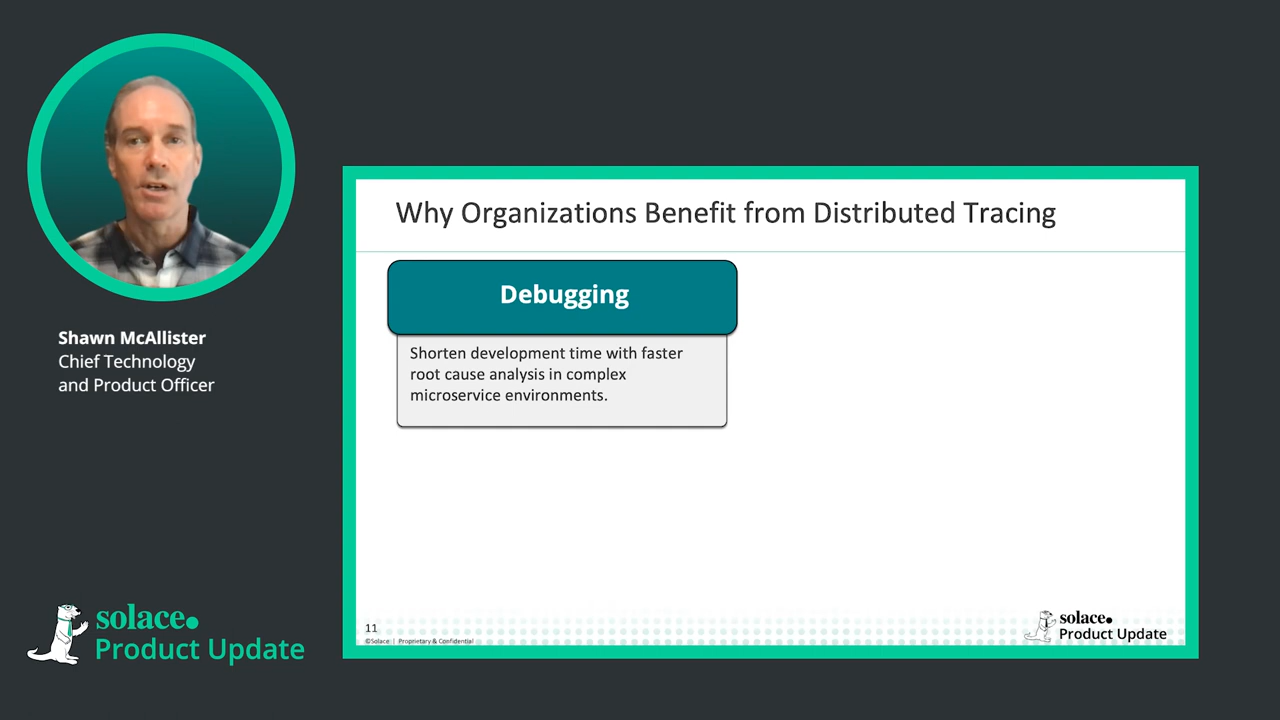 Shawn McAllister
Chief Technology
and Product Officer
solace.
Product Update
Why Organizations Benefit from Distributed Tracing
Debugging
Shorten development time with faster
root cause analysis in complex
microservice environments.
11
©Solace | Proprietary & Confidential
solace.
Product Update